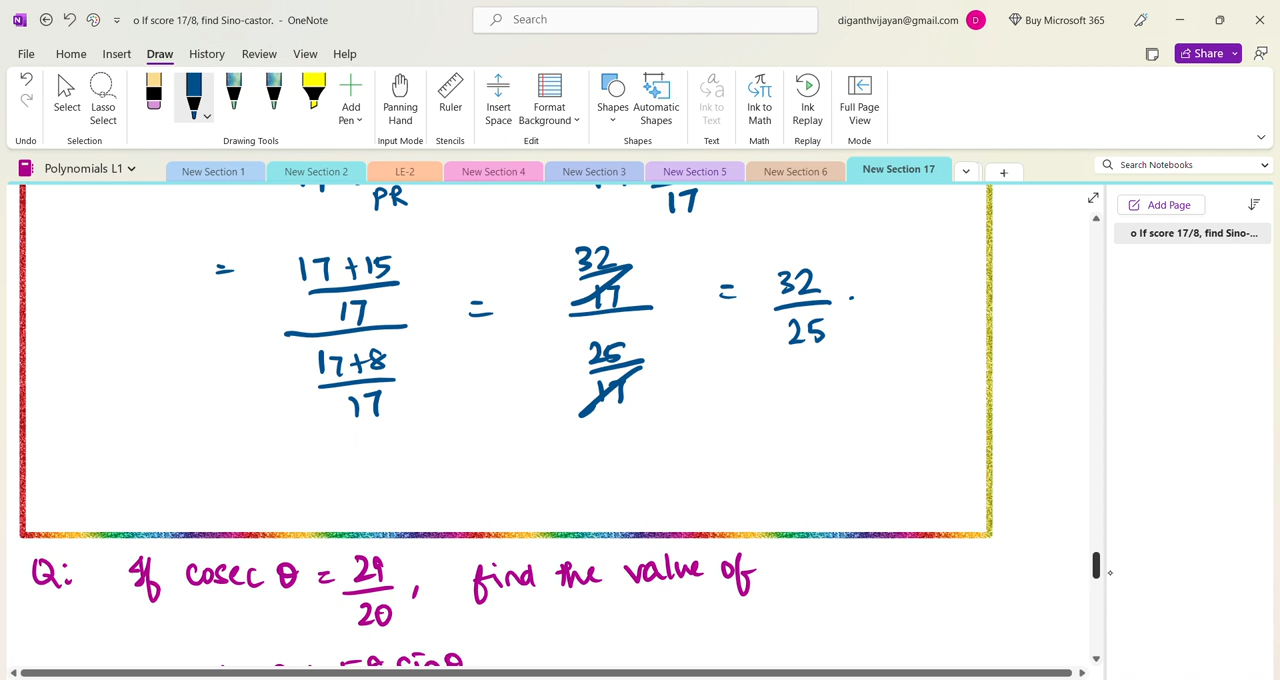 o If score 17/8, find Sino-castor. - OneNote
Search
diganthvijayan@gmail.com D Buy Microsoft 365
File Home Insert Draw History Review View Help
Share
Undo Select Lasso Select Add Pen Panning Hand Ruler Insert Space Format Background Shapes Automatic Shapes Ink to Text Ink to Math Ink Replay Full Page View
Undo Selection Drawing Tools Input Mode Stencils Edit Shapes Text Math Replay Mode
Polynomials L1 New Section 1 New Section 2 LE-2 New Section 4 New Section 3 New Section 5 New Section 6 New Section 17
Search Notebooks
Add Page
o If score 17/8, find Sino-...
PR 17
= ((17+15)/17)/((17+8)/17) = (32/17)/(25/17) = 32/25.
Q: If cosec θ = 29/20, find the value of
sinθ